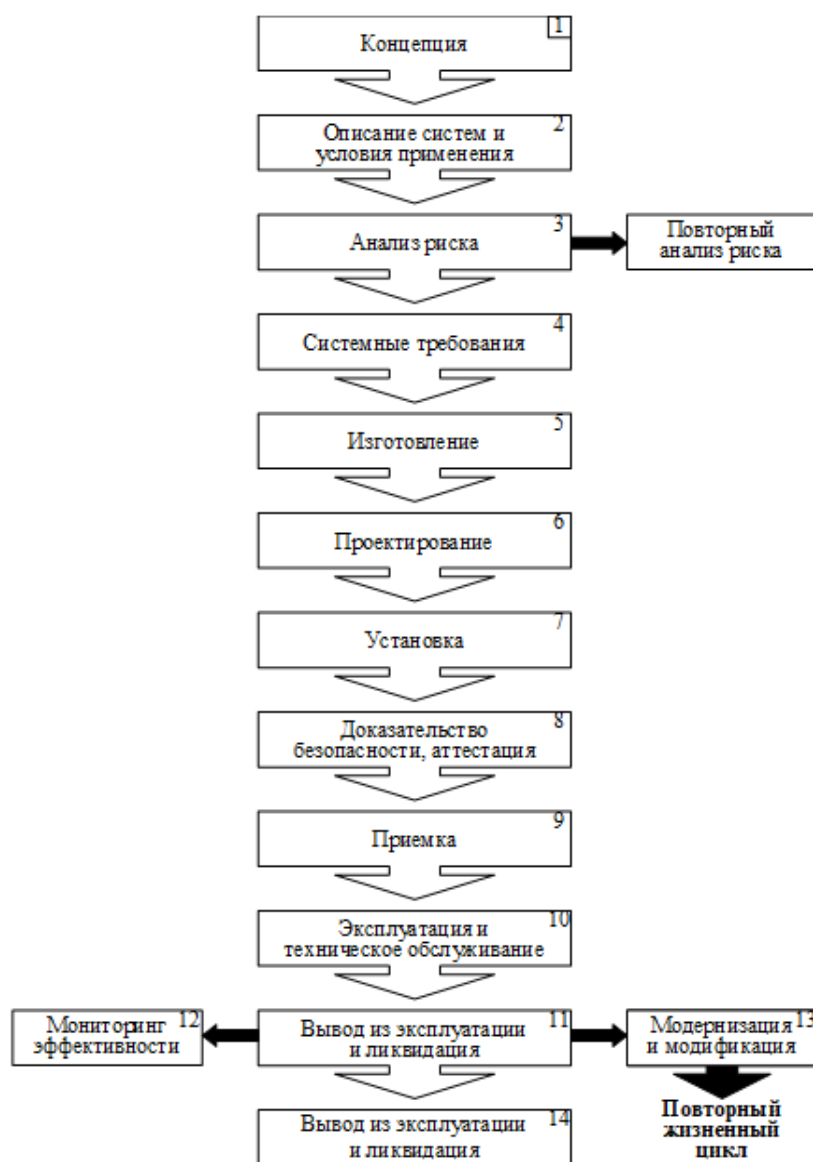 1
Концепция
2
Описание систем и
условия применения
3
Анализ риска
Повторный
анализ риска
4
Системные требования
5
Изготовление
6
Проектирование
7
Установка
8
Доказательство
безопасности, аттестация
9
Приемка
10
Эксплуатация и
техническое обслуживание
12
Мониторинг
эффективности
11
Вывод из эксплуатации
и ликвидация
13
Модернизация
и модификация
Повторный
жизненный
цикл
14
Вывод из эксплуатации
и ликвидация